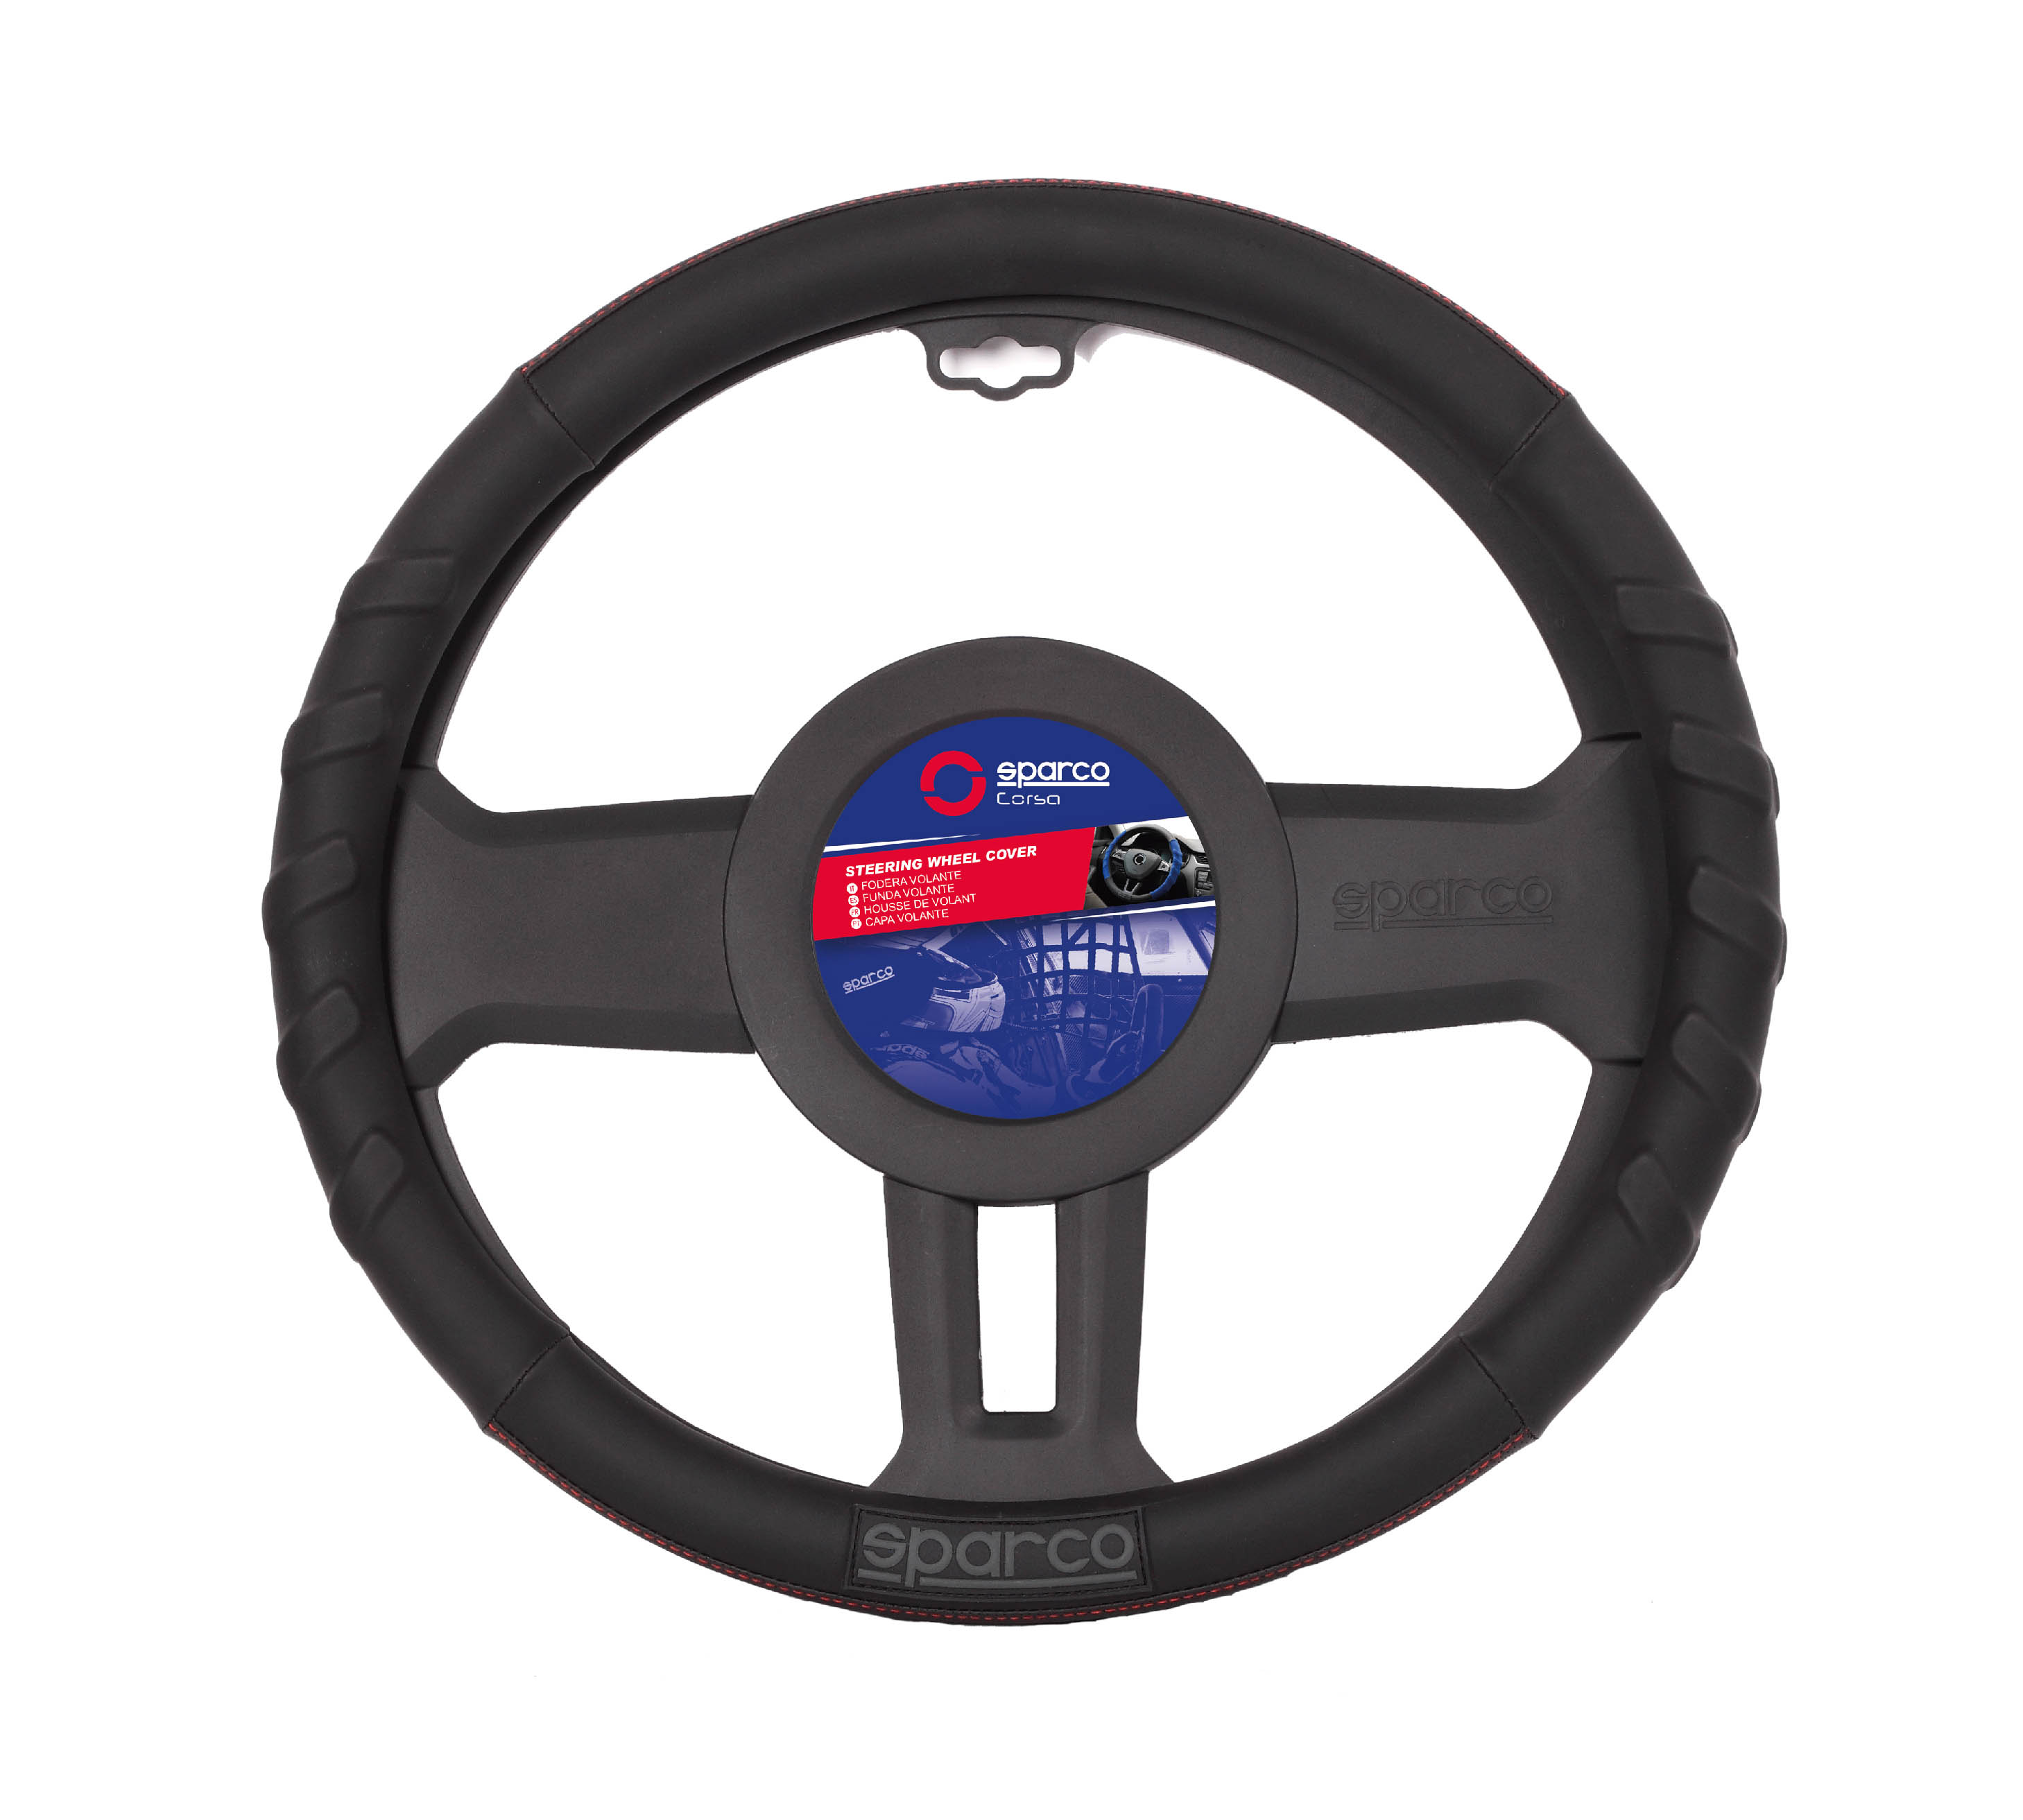 sparco
Corsa
STEERING WHEEL COVER
IT FODERA VOLANTE
ES FUNDA VOLANTE
FR HOUSSE DE VOLANT
PT CAPA VOLANTE
sparco
sparco
sparco
sparco